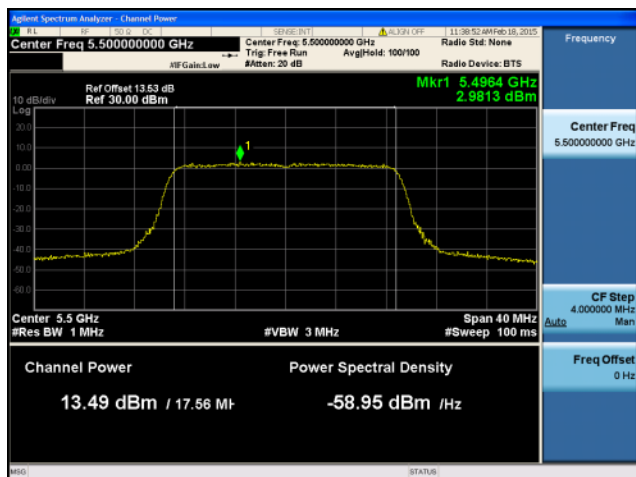 Agilent Spectrum Analyzer - Channel Power
RL RF 50 Ω DC SENSE:INT ALIGN OFF 11:38:52 AM Feb 18, 2015
Center Freq 5.500000000 GHz Center Freq: 5.500000000 GHz Radio Std: None Frequency
Trig: Free Run Avg|Hold: 100/100
#IFGain:Low #Atten: 20 dB Radio Device: BTS
Ref Offset 13.53 dB Mkr1 5.4964 GHz
10 dB/div Ref 30.00 dBm 2.9813 dBm
Log
20.0
10.0
0.00
-10.0
-20.0
-30.0
-40.0
-50.0
-60.0
1
Center 5.5 GHz Span 40 MHz
#Res BW 1 MHz #VBW 3 MHz #Sweep 100 ms
Channel Power Power Spectral Density
13.49 dBm / 17.56 MH -58.95 dBm /Hz
Center Freq
5.500000000 GHz
CF Step
4.000000 MHz
Auto Man
Freq Offset
0 Hz
MSG STATUS